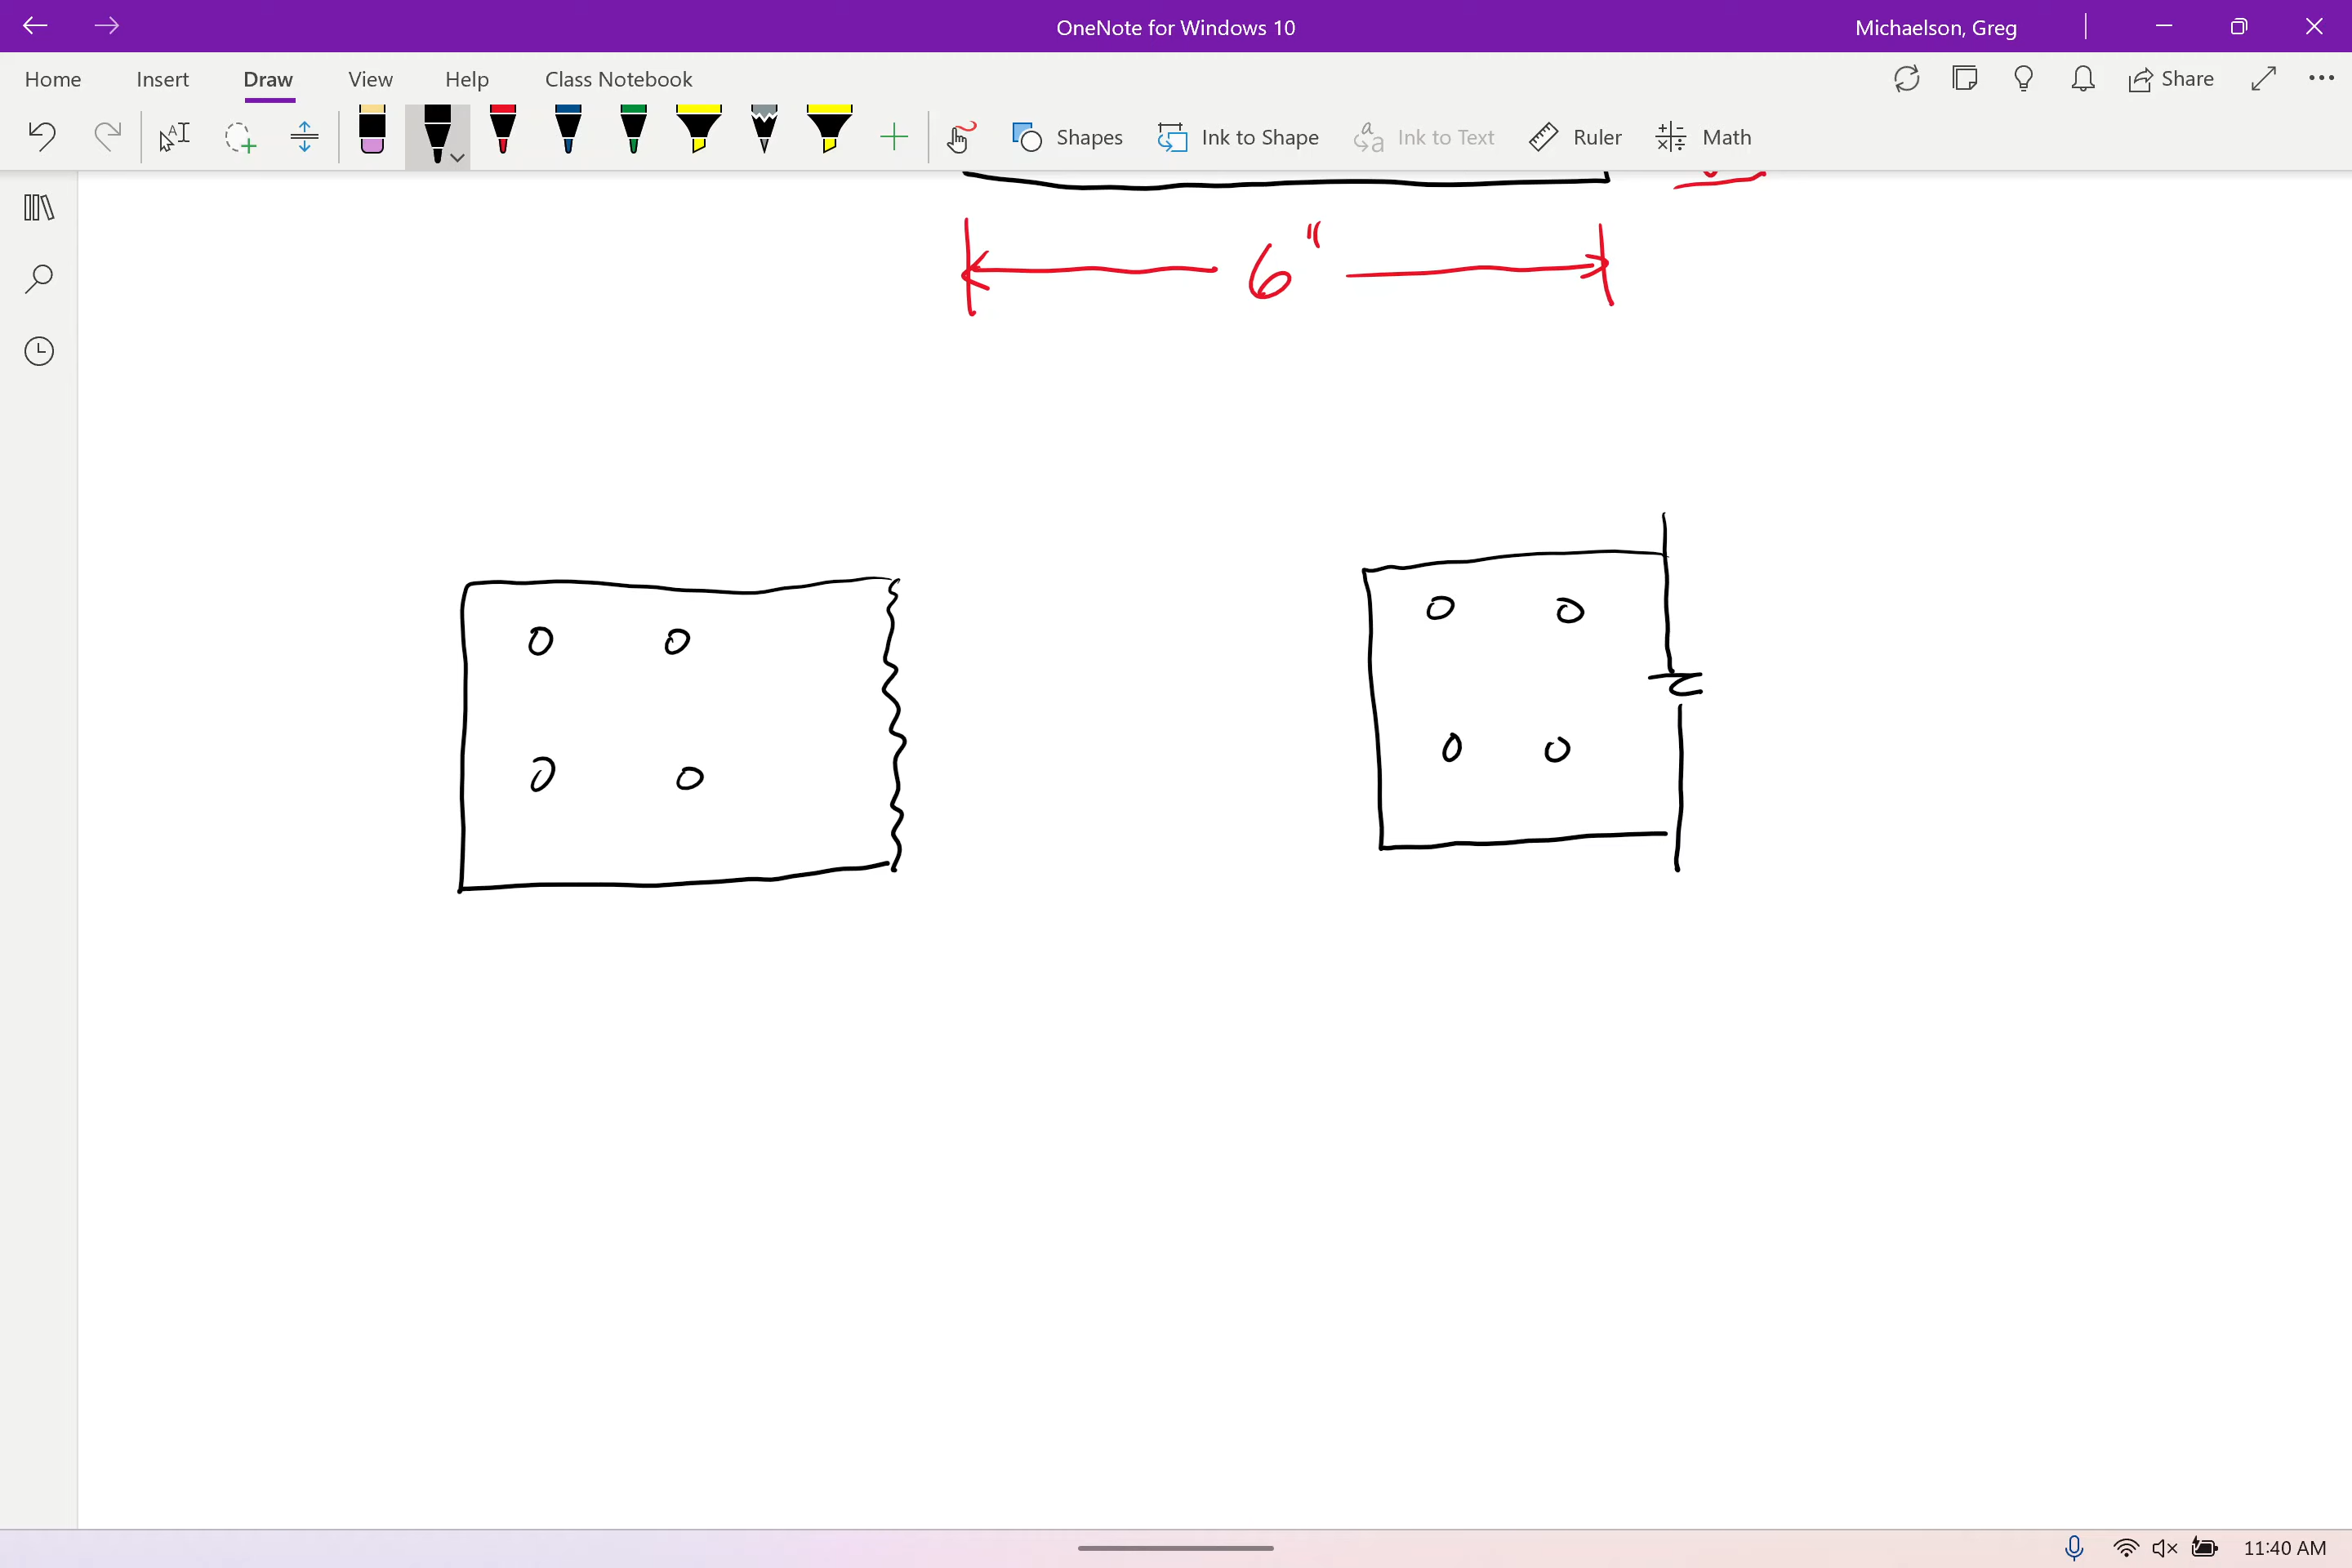 OneNote for Windows 10
Michaelson, Greg
Home Insert Draw View Help Class Notebook
Share
Shapes Ink to Shape Ink to Text Ruler Math
6"
11:40 AM